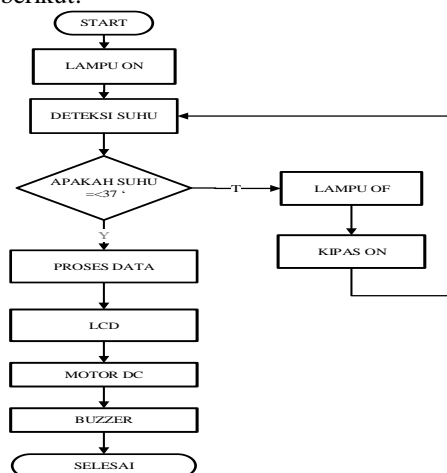 START
LAMPU ON
DETEKSI SUHU
APAKAH SUHU
=<37 ‘
T
LAMPU OF
Y
KIPAS ON
PROSES DATA
LCD
MOTOR DC
BUZZER
SELESAI